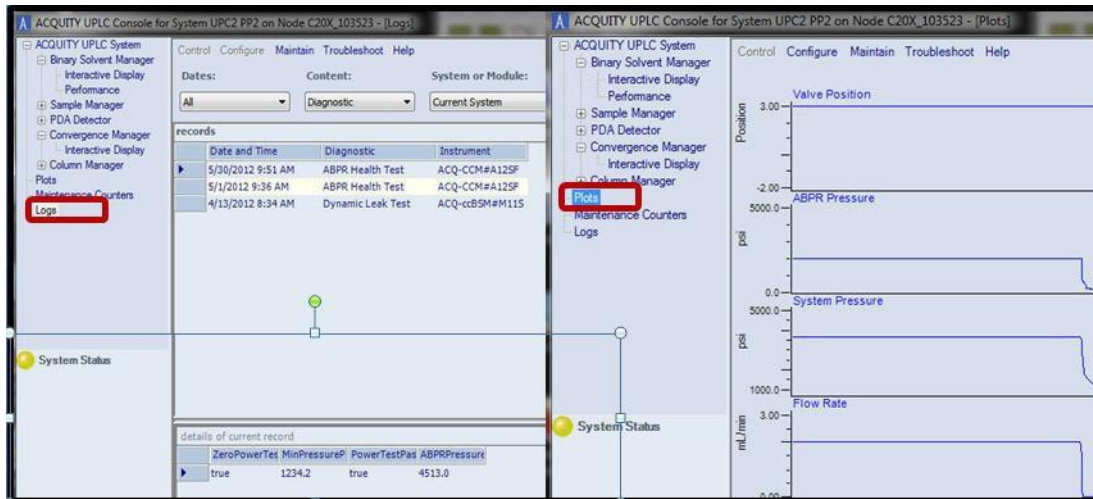 ACQUITY UPLC Console for System UPC2 PP2 on Node C20X_103523 - [Logs]
ACQUITY UPLC System
Binary Solvent Manager
Interactive Display
Performance
Sample Manager
PDA Detector
Convergence Manager
Interactive Display
Column Manager
Plots
Maintenance Counters
Logs
System Status
Control Configure Maintain Troubleshoot Help
Dates: Content: System or Module:
All Diagnostic Current System
records
Date and Time Diagnostic Instrument
5/30/2012 9:51 AM ABPR Health Test ACQ-CCM#A12SF
5/1/2012 9:36 AM ABPR Health Test ACQ-CCM#A12SF
4/13/2012 8:34 AM Dynamic Leak Test ACQ-ccBSM#M11S
details of current record
ZeroPowerTes MinPressureP PowerTestPas ABPRPressure
true 1234.2 true 4513.0
ACQUITY UPLC Console for System UPC2 PP2 on Node C20X_103523 - [Plots]
ACQUITY UPLC System
Binary Solvent Manager
Interactive Display
Performance
Sample Manager
PDA Detector
Convergence Manager
Interactive Display
Column Manager
Plots
Maintenance Counters
Logs
System Status
Control Configure Maintain Troubleshoot Help
Valve Position
Position
3.00
-2.00
ABPR Pressure
5000.0
psi
0.0
System Pressure
5000.0
psi
1000.0
Flow Rate
3.00
mL/min
0.00